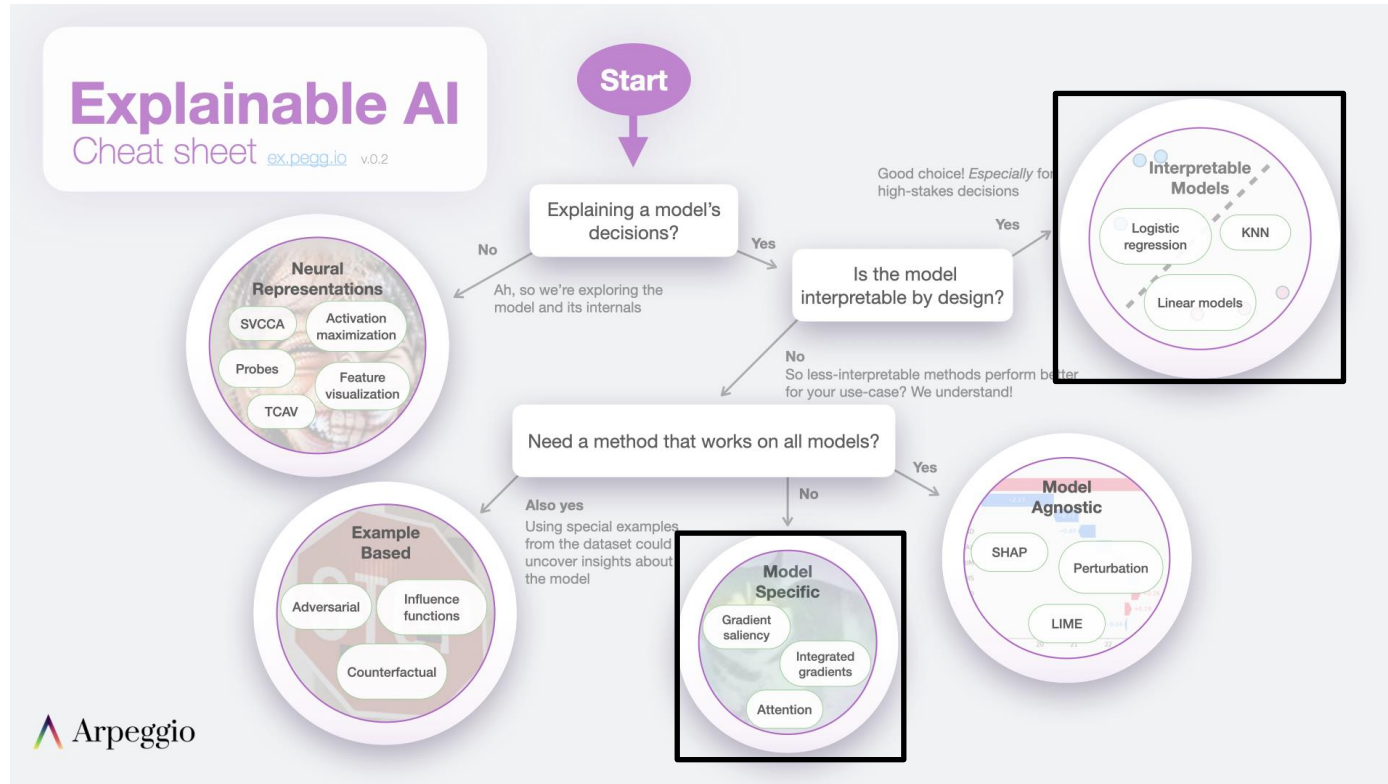 Explainable AI
Cheat sheet ex.pegg.io v.0.2
Start
Explaining a model's
decisions?
No
Yes
Ah, so we're exploring the
model and its internals
Neural
Representations
SVCCA
Activation
maximization
Probes
Feature
visualization
TCAV
Is the model
interpretable by design?
Good choice! Especially for
high-stakes decisions
Yes
Interpretable
Models
Logistic
regression
KNN
Linear models
No
So less-interpretable methods perform better
for your use-case? We understand!
Need a method that works on all models?
Also yes
Using special examples
from the dataset could
uncover insights about
the model
No
Yes
Example
Based
Adversarial
Influence
functions
Counterfactual
Model
Specific
Gradient
saliency
Integrated
gradients
Attention
Model
Agnostic
SHAP
Perturbation
LIME
20 21 22
Arpeggio